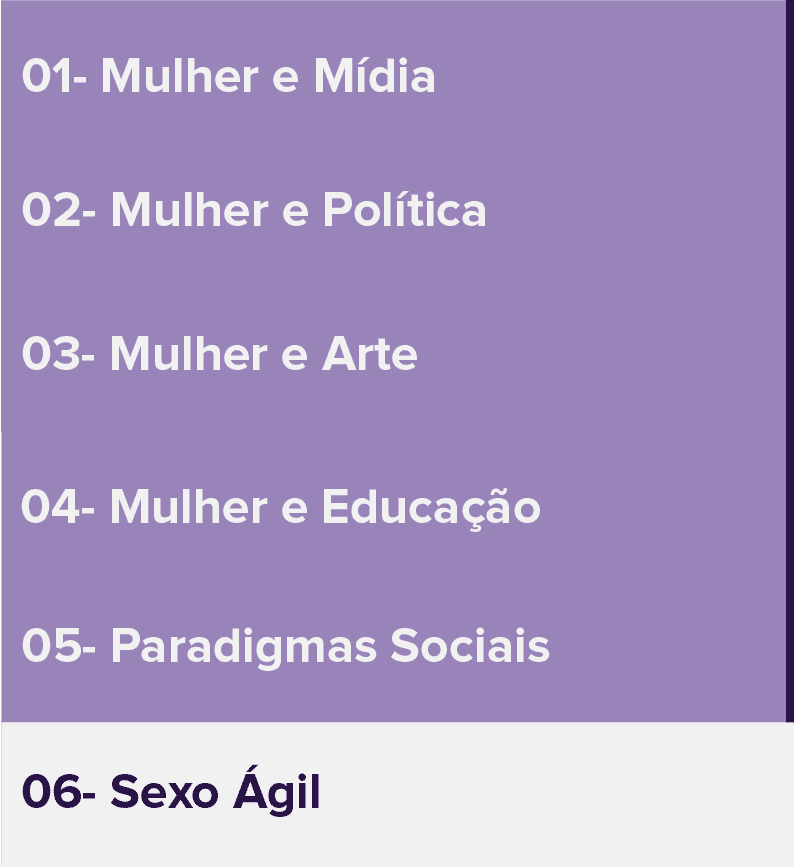 01- Mulher e Mídia
02- Mulher e Política
03- Mulher e Arte
04- Mulher e Educação
05- Paradigmas Sociais
06- Sexo Ágil